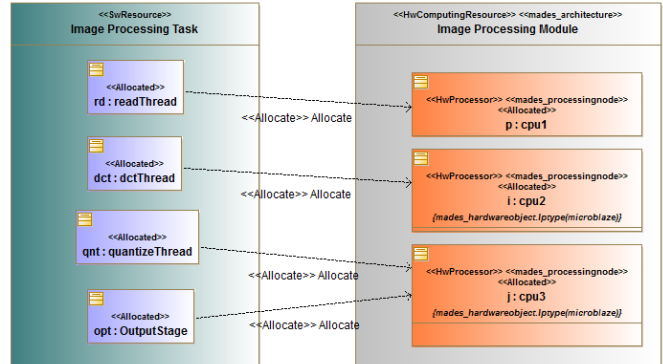 <<SwResource>>
Image Processing Task
<<Allocated>>
rd : readThread
<<Allocated>>
dct : dctThread
<<Allocated>>
qnt : quantizeThread
<<Allocated>>
opt : OutputStage
<<Allocate>> Allocate
<<Allocate>> Allocate
<<Allocate>> Allocate
<<Allocate>> Allocate
<<HwComputingResource>> <<mades_architecture>>
Image Processing Module
<<HwProcessor>> <<mades_processingnode>>
<<Allocated>>
p : cpu1
<<HwProcessor>> <<mades_processingnode>>
<<Allocated>>
i : cpu2
{mades_hardwareobject.Iptype(microblaze)}
<<HwProcessor>> <<mades_processingnode>>
<<Allocated>>
j : cpu3
{mades_hardwareobject.Iptype(microblaze)}